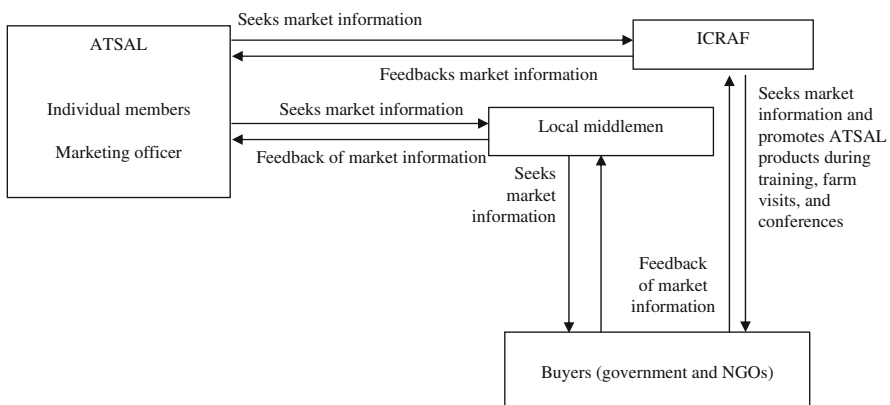 Seeks market information
ATSAL
ICRAF
Feedbacks market information
Individual members
Seeks market information
Marketing officer
Feedback of market information
Local middlemen
Seeks
market
information
Seeks market
information and
promotes ATSAL
products during
training, farm
visits, and
conferences
Feedback
of market
information
Buyers (government and NGOs)